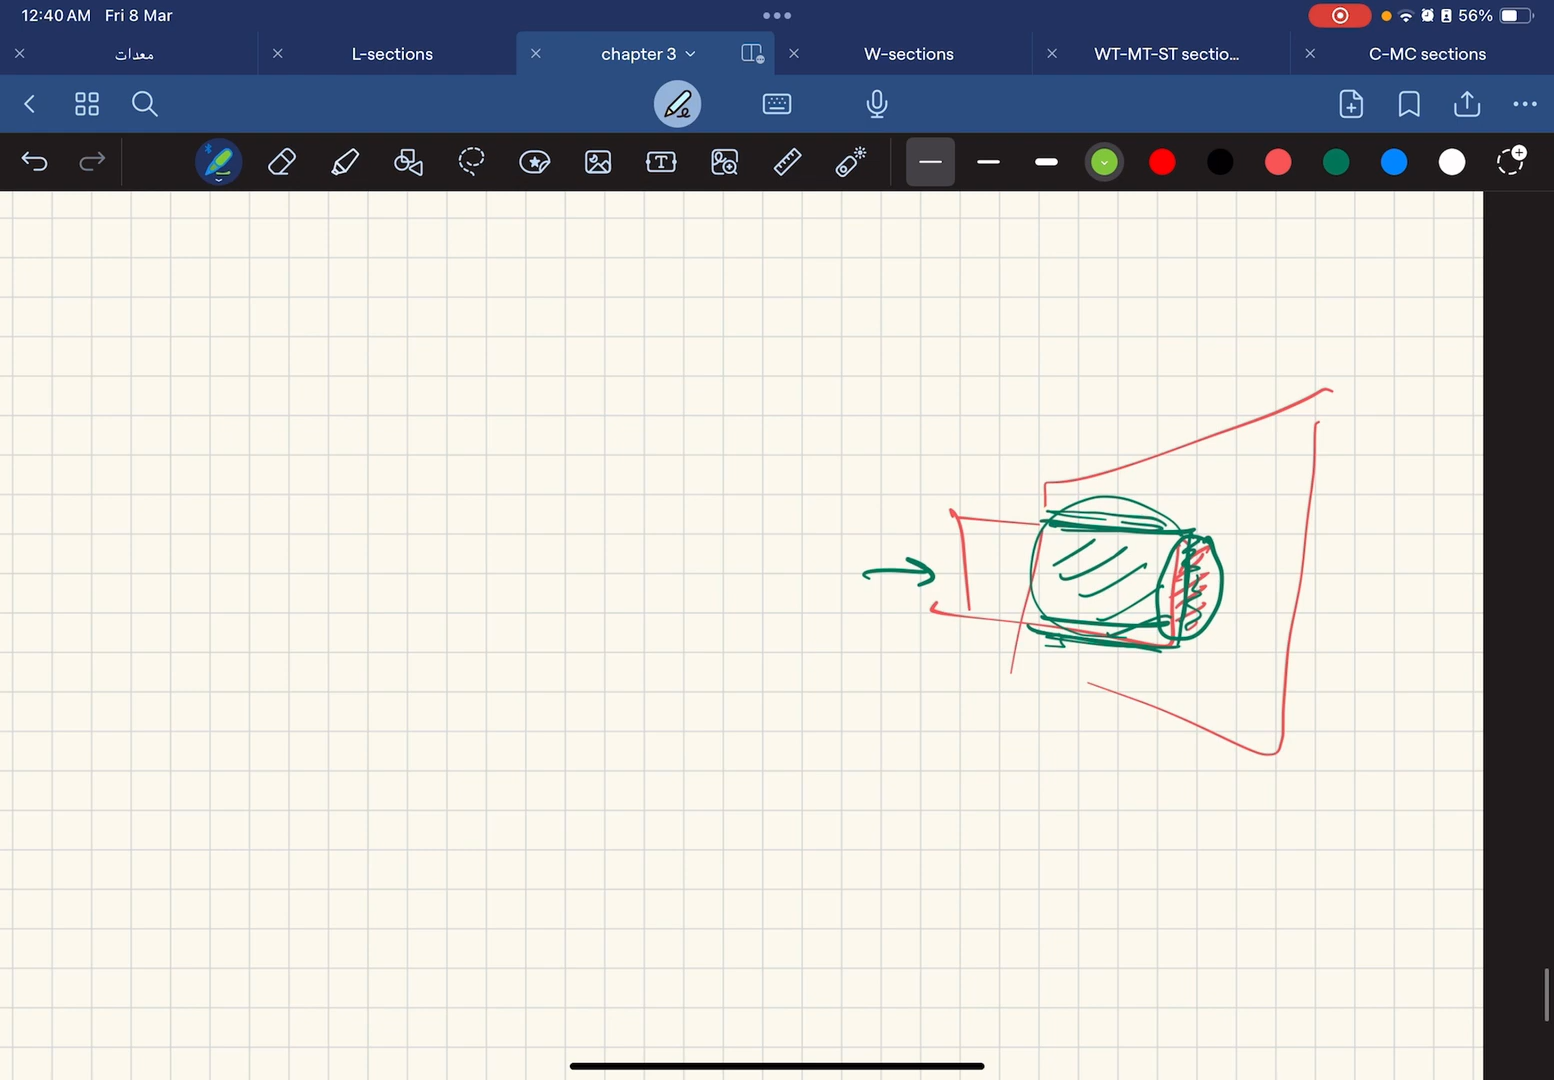 12:40 AM Fri 8 Mar
56%
معدات
L-sections
chapter 3
W-sections
WT-MT-ST sectio...
C-MC sections
T